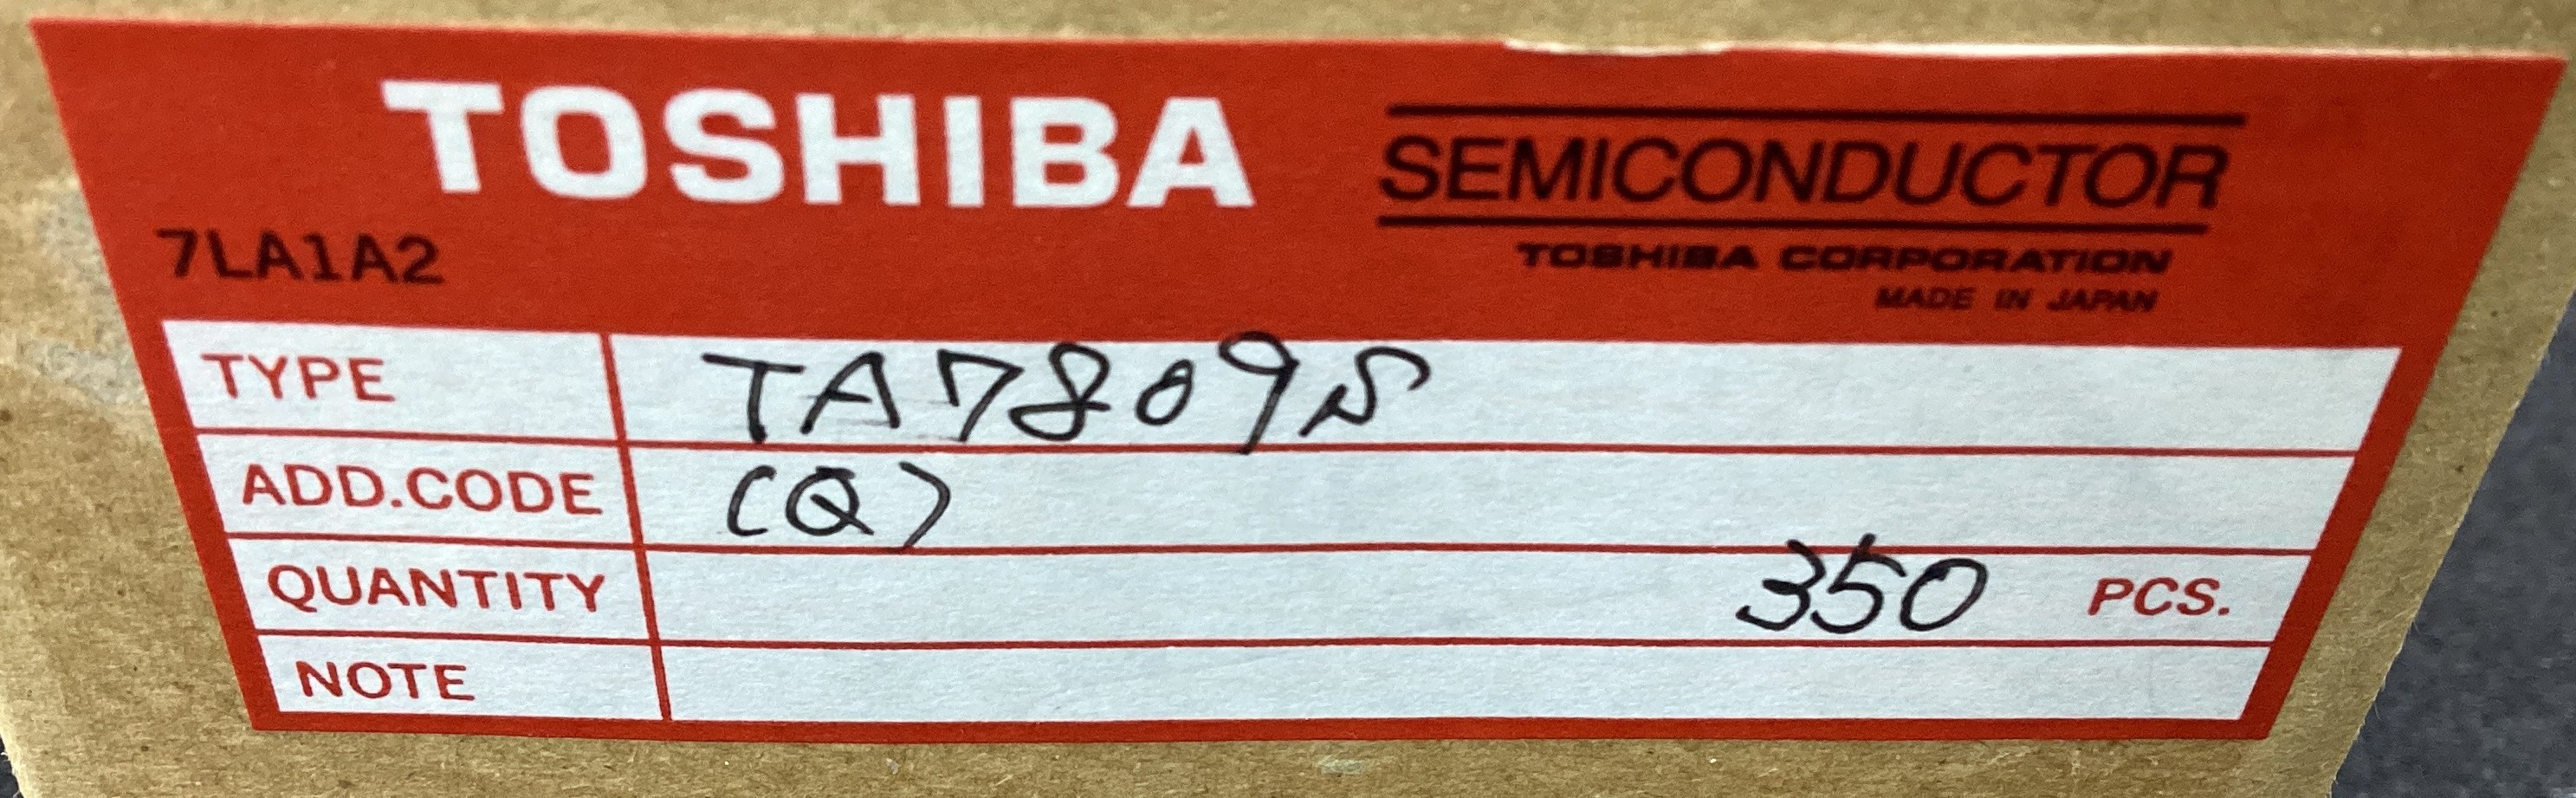 TOSHIBA SEMICONDUCTOR
TOSHIBA CORPORATION
7LA1A2
MADE IN JAPAN
TYPE TA7809S
ADD.CODE (Q)
QUANTITY 350 PCS.
NOTE